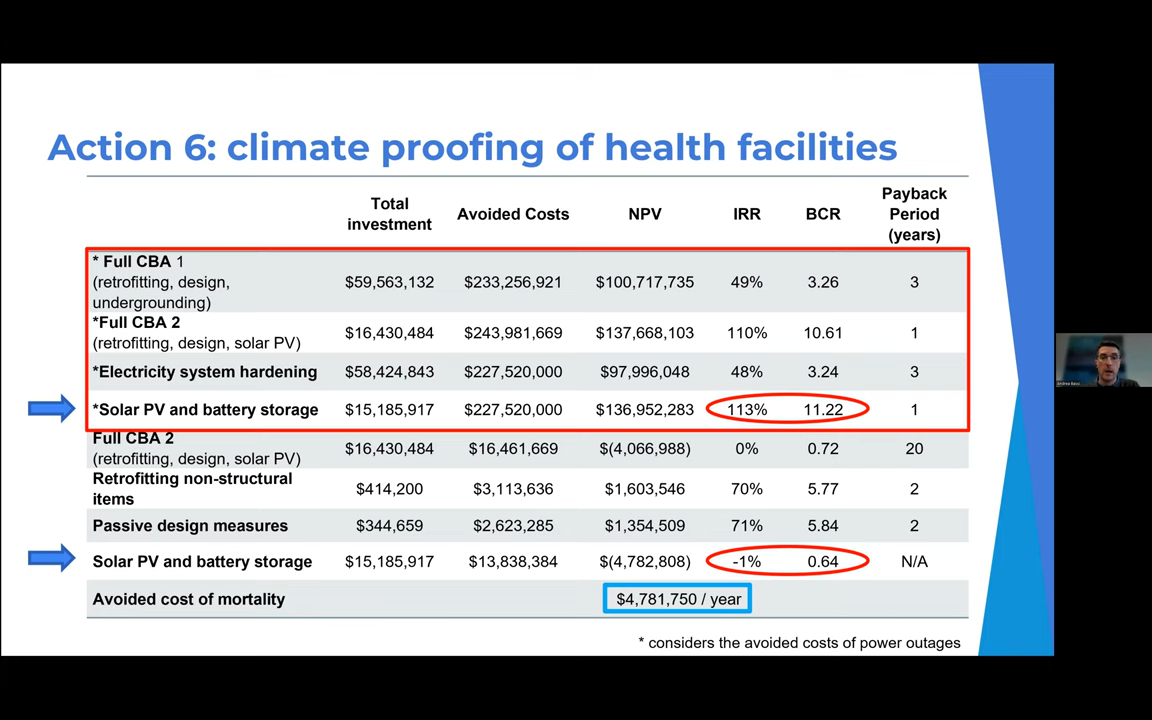 Action 6: climate proofing of health facilities
Total investment Avoided Costs NPV IRR BCR Payback Period (years)
* Full CBA 1 (retrofitting, design, undergrounding) $59,563,132 $233,256,921 $100,717,735 49% 3.26 3
*Full CBA 2 (retrofitting, design, solar PV) $16,430,484 $243,981,669 $137,668,103 110% 10.61 1
*Electricity system hardening $58,424,843 $227,520,000 $97,996,048 48% 3.24 3
*Solar PV and battery storage $15,185,917 $227,520,000 $136,952,283 113% 11.22 1
Full CBA 2 (retrofitting, design, solar PV) $16,430,484 $16,461,669 $(4,066,988) 0% 0.72 20
Retrofitting non-structural items $414,200 $3,113,636 $1,603,546 70% 5.77 2
Passive design measures $344,659 $2,623,285 $1,354,509 71% 5.84 2
Solar PV and battery storage $15,185,917 $13,838,384 $(4,782,808) -1% 0.64 N/A
Avoided cost of mortality $4,781,750 / year
* considers the avoided costs of power outages